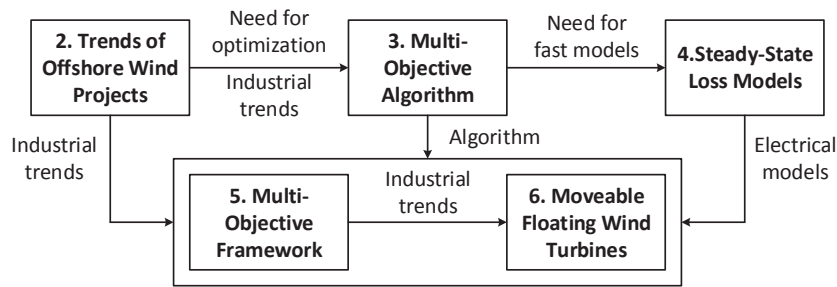 2. Trends of
Offshore Wind
Projects
Need for
optimization
Industrial
trends
3. Multi-
Objective
Algorithm
Need for
fast models
4.Steady-State
Loss Models
Industrial
trends
Algorithm
Electrical
models
5. Multi-
Objective
Framework
Industrial
trends
6. Moveable
Floating Wind
Turbines